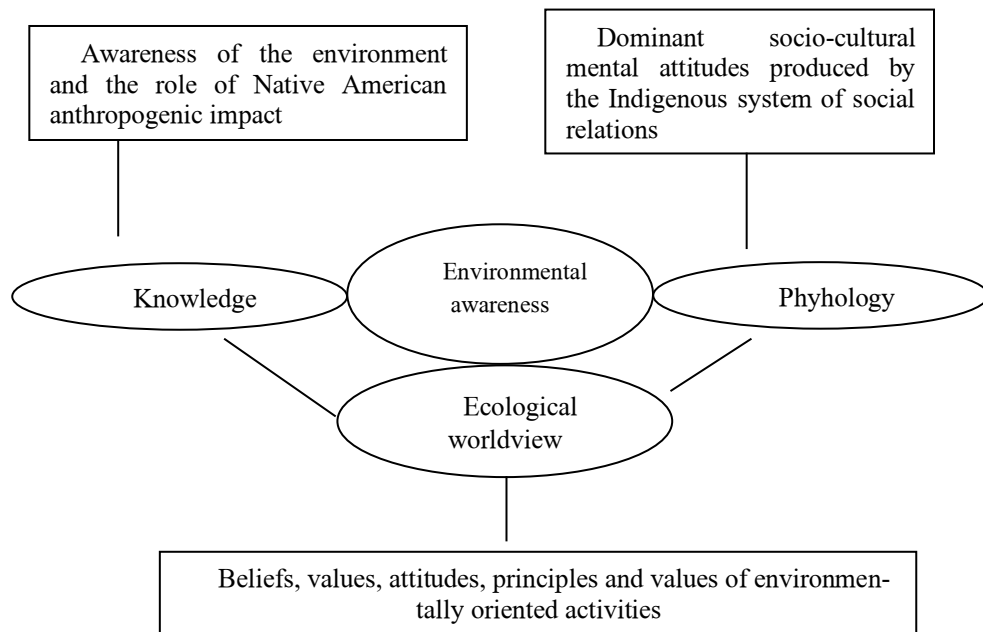 Awareness of the environment
and the role of Native American
anthropogenic impact
Dominant socio-cultural
mental attitudes produced by
the Indigenous system of social
relations
Environmental
awareness
Knowledge
Phyhology
Ecological
worldview
Beliefs, values, attitudes, principles and values of environmen-
tally oriented activities